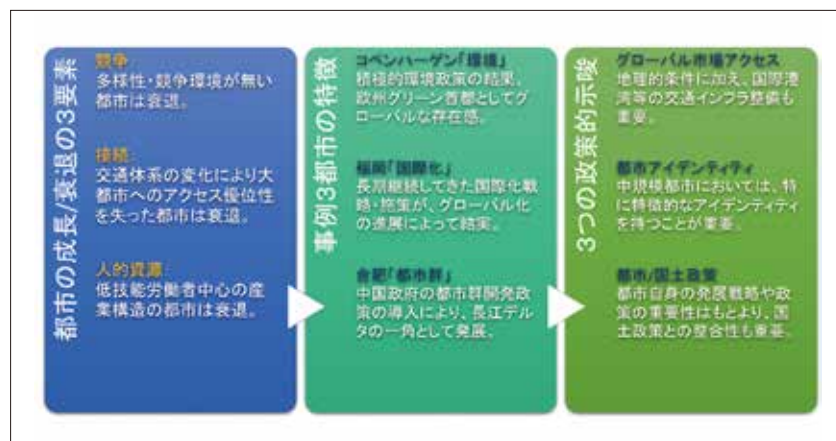 都市の成長/衰退の3要素
競争:
多様性・競争環境が無い
都市は衰退。
接続:
交通体系の変化により大
都市へのアクセス優位性
を失った都市は衰退。
人的資源:
低技能労働者中心の産
業構造の都市は衰退。
事例3都市の特徴
コペンハーゲン「環境」
積極的環境政策の結果、
欧州グリーン首都としてグ
ローバルな存在感。
福岡「国際化」
長期継続してきた国際化戦
略・施策が、グローバル化
の進展によって結実。
合肥「都市群」
中国政府の都市群開発政
策の導入により、長江デル
タの一角として発展。
3つの政策的示唆
グローバル市場アクセス
地理的条件に加え、国際港
湾等の交通インフラ整備も
重要。
都市アイデンティティ
中規模都市においては、特
に特徴的なアイデンティティ
を持つことが重要。
都市/国土政策
都市自身の発展戦略や政
策の重要性はもとより、国
土政策との整合性も重要。